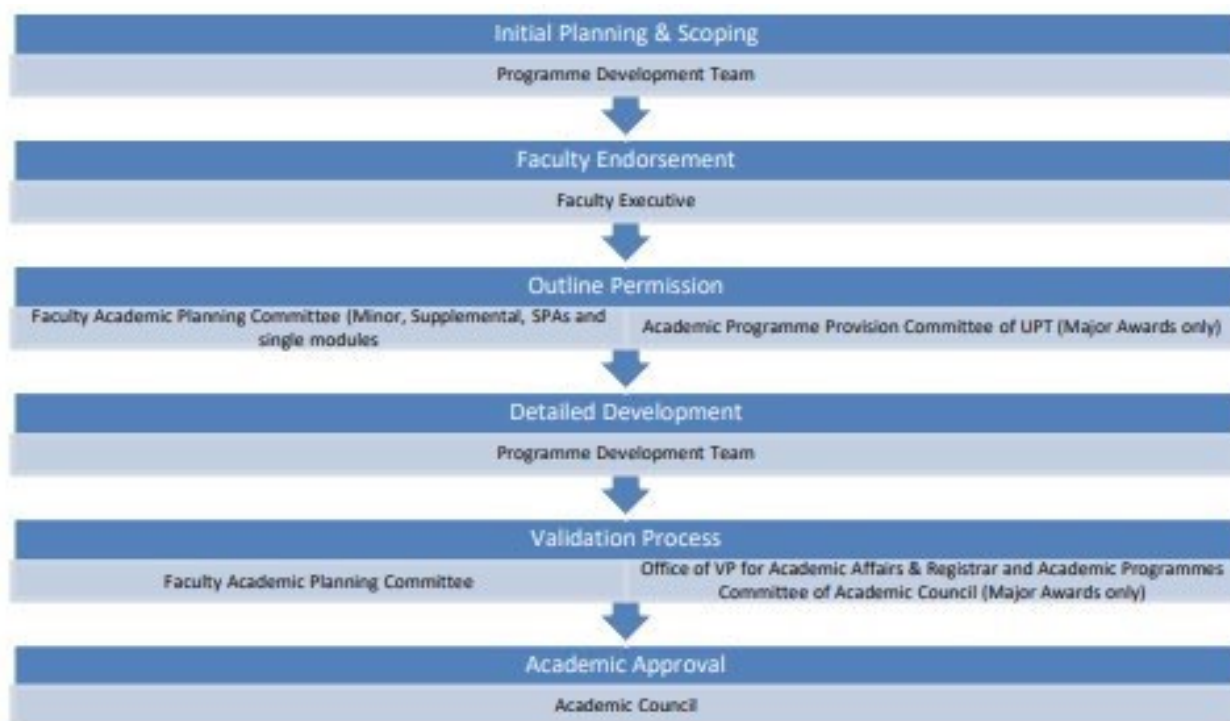 Initial Planning & Scoping
Programme Development Team
Faculty Endorsement
Faculty Executive
Outline Permission
Faculty Academic Planning Committee (Minor, Supplemental, SPAs and
single modules
Academic Programme Provision Committee of UPT (Major Awards only)
Detailed Development
Programme Development Team
Validation Process
Faculty Academic Planning Committee
Office of VP for Academic Affairs & Registrar and Academic Programmes
Committee of Academic Council (Major Awards only)
Academic Approval
Academic Council